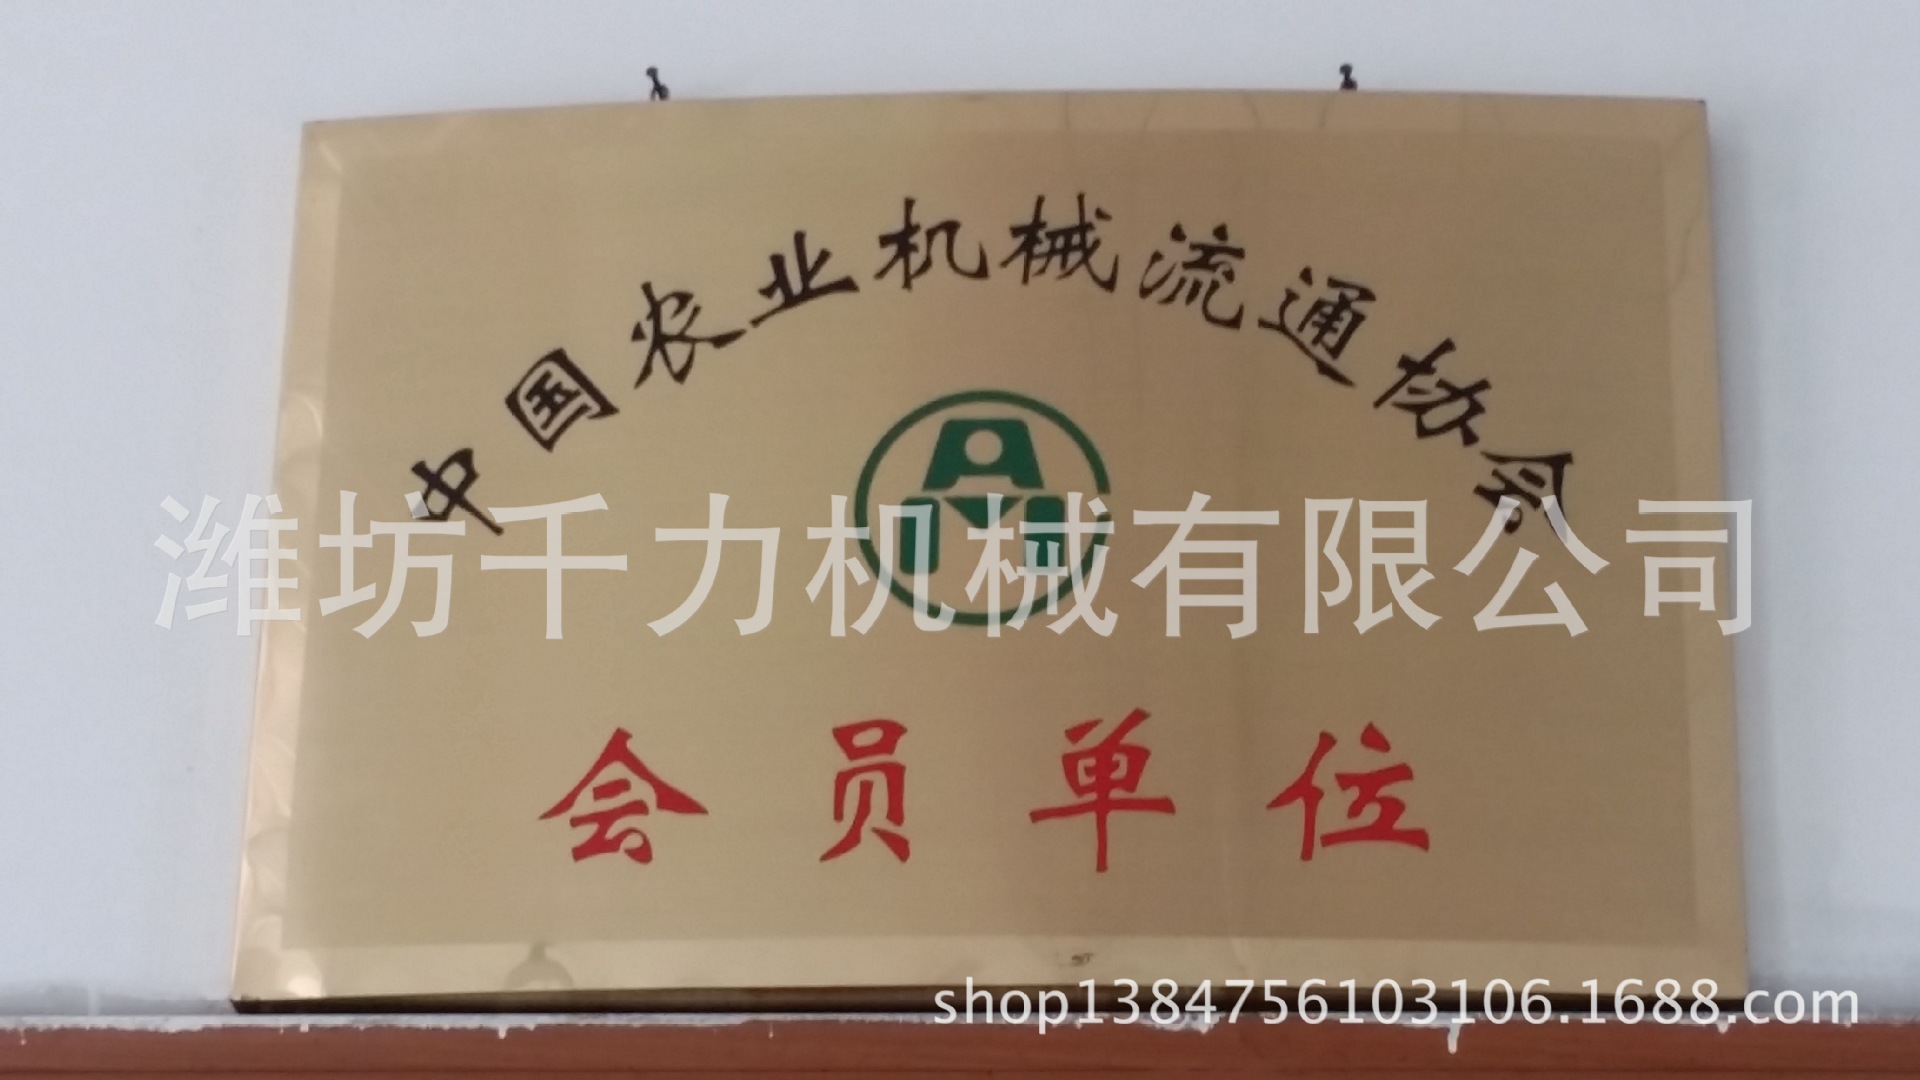 中国农业机械流通协会
潍坊千力机械有限公司
会员单位
shop1384756103106.1688.com